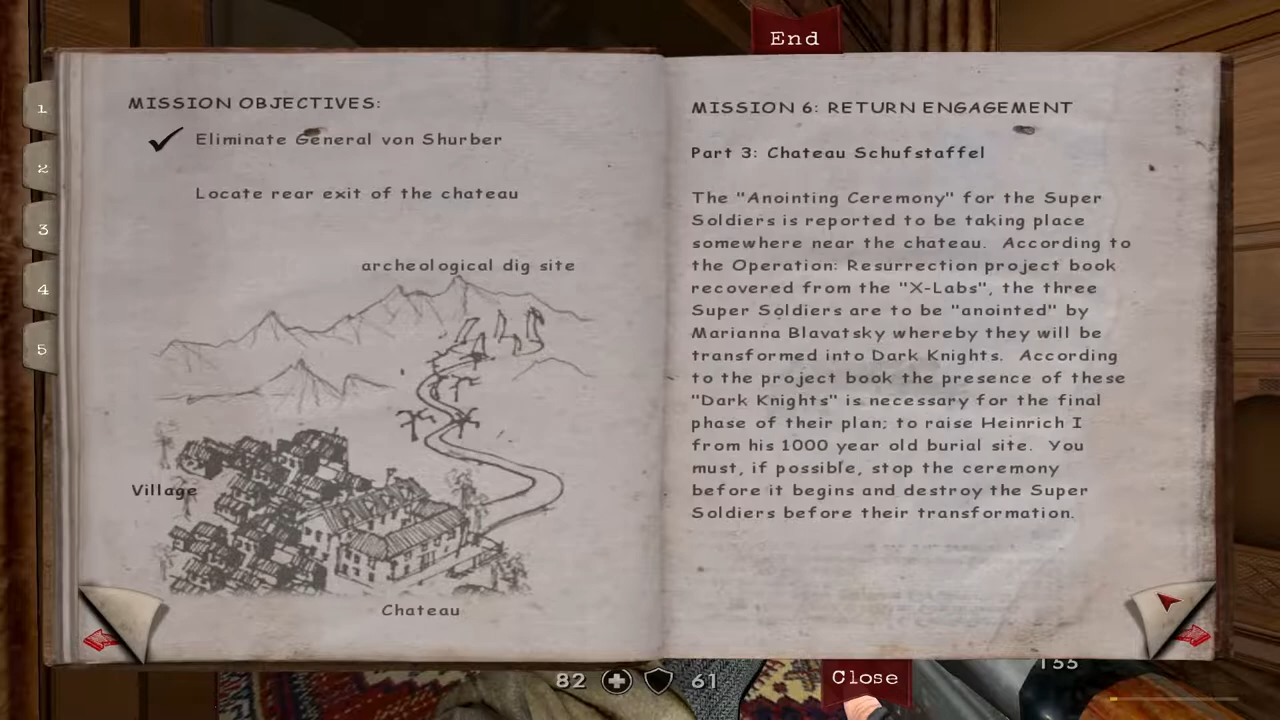 End
MISSION OBJECTIVES:
Eliminate General von Shurber
Locate rear exit of the chateau
archeological dig site
Village
Chateau
1
2
3
4
5
MISSION 6: RETURN ENGAGEMENT
Part 3: Chateau Schufstaffel
The "Anointing Ceremony" for the Super
Soldiers is reported to be taking place
somewhere near the chateau. According to
the Operation: Resurrection project book
recovered from the "X-Labs", the three
Super Soldiers are to be "anointed" by
Marianna Blavatsky whereby they will be
transformed into Dark Knights. According
to the project book the presence of these
"Dark Knights" is necessary for the final
phase of their plan; to raise Heinrich I
from his 1000 year old burial site. You
must, if possible, stop the ceremony
before it begins and destroy the Super
Soldiers before their transformation.
82
61
Close
155